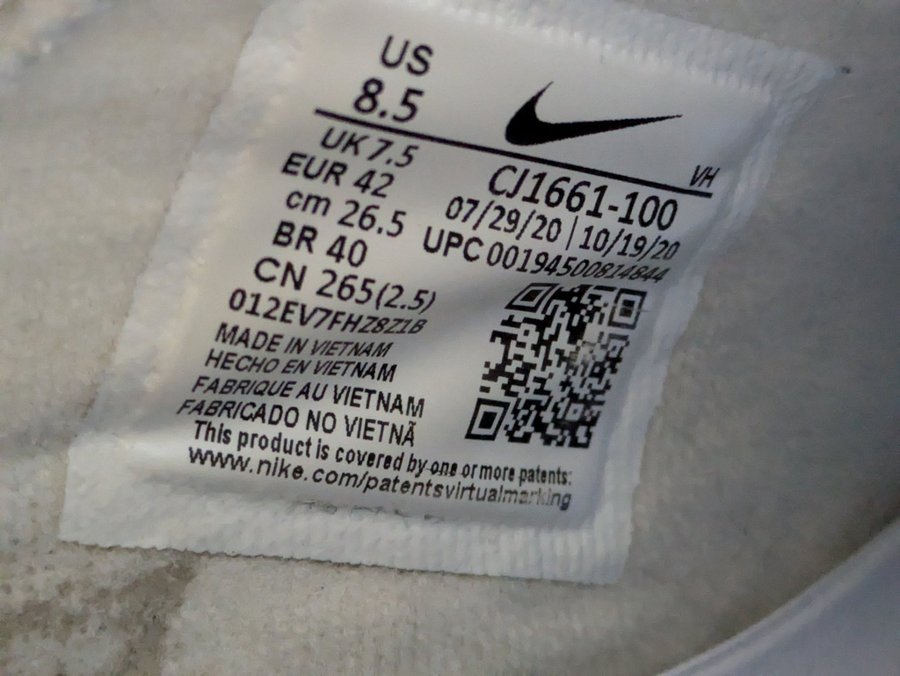 US
8.5
UK 7.5
EUR 42
cm 26.5
BR 40
CN 265(2.5)
012EV7FHZ8Z1B
MADE IN VIETNAM
HECHO EN VIETNAM
FABRIQUE AU VIETNAM
FABRICADO NO VIETNÃ
VH
CJ1661-100
07/29/20 | 10/19/20
UPC 00194500814844
This product is covered by one or more patents:
www.nike.com/patentsvirtualmarking